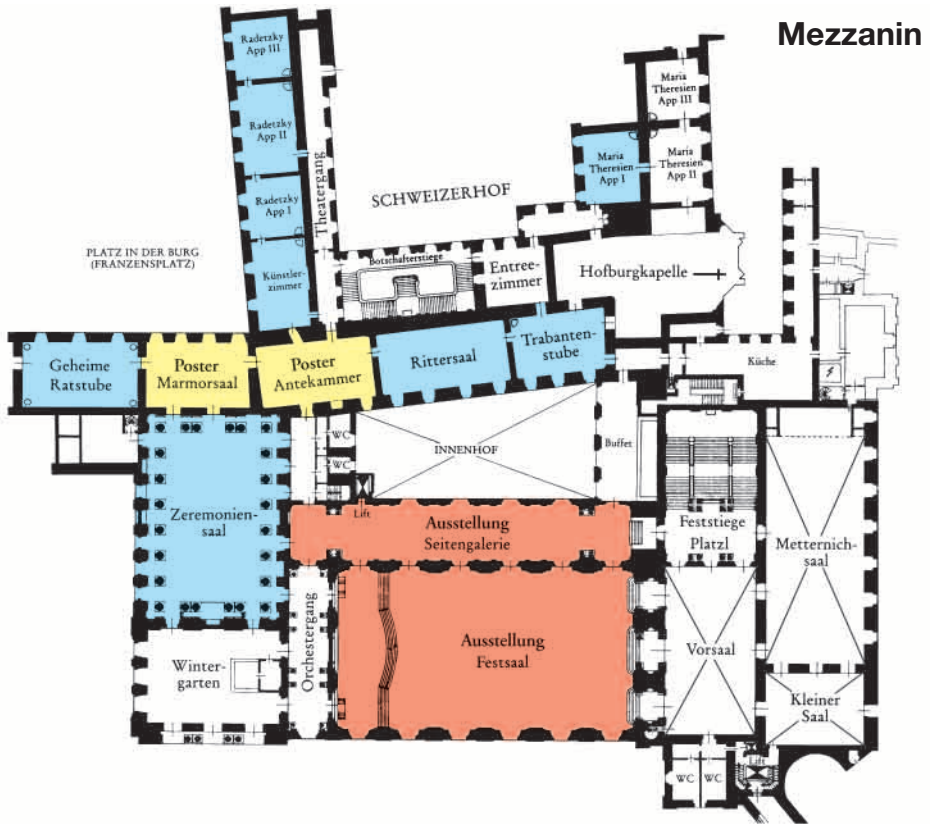 Mezzanin
Radetzky
App III
Radetzky
App II
Radetzky
App I
Künstler-
zimmer
Theatergang
SCHWEIZERHOF
Maria
Theresien
App III
Maria
Theresien
App I
Maria
Theresien
App II
PLATZ IN DER BURG
(FRANZENSPLATZ)
Botschafterstiege
Entree-
zimmer
Hofburgkapelle
Geheime
Ratstube
Poster
Marmorsaal
Poster
Antekammer
Rittersaal
Trabanten-
stube
Küche
WC
WC
INNENHOF
Buffet
Lift
Zeremonien-
saal
Ausstellung
Seitengalerie
Feststiege
Platzl
Metternich-
saal
Orchestergang
Ausstellung
Festsaal
Vorsaal
Winter-
garten
Kleiner
Saal
WC
WC
Lift